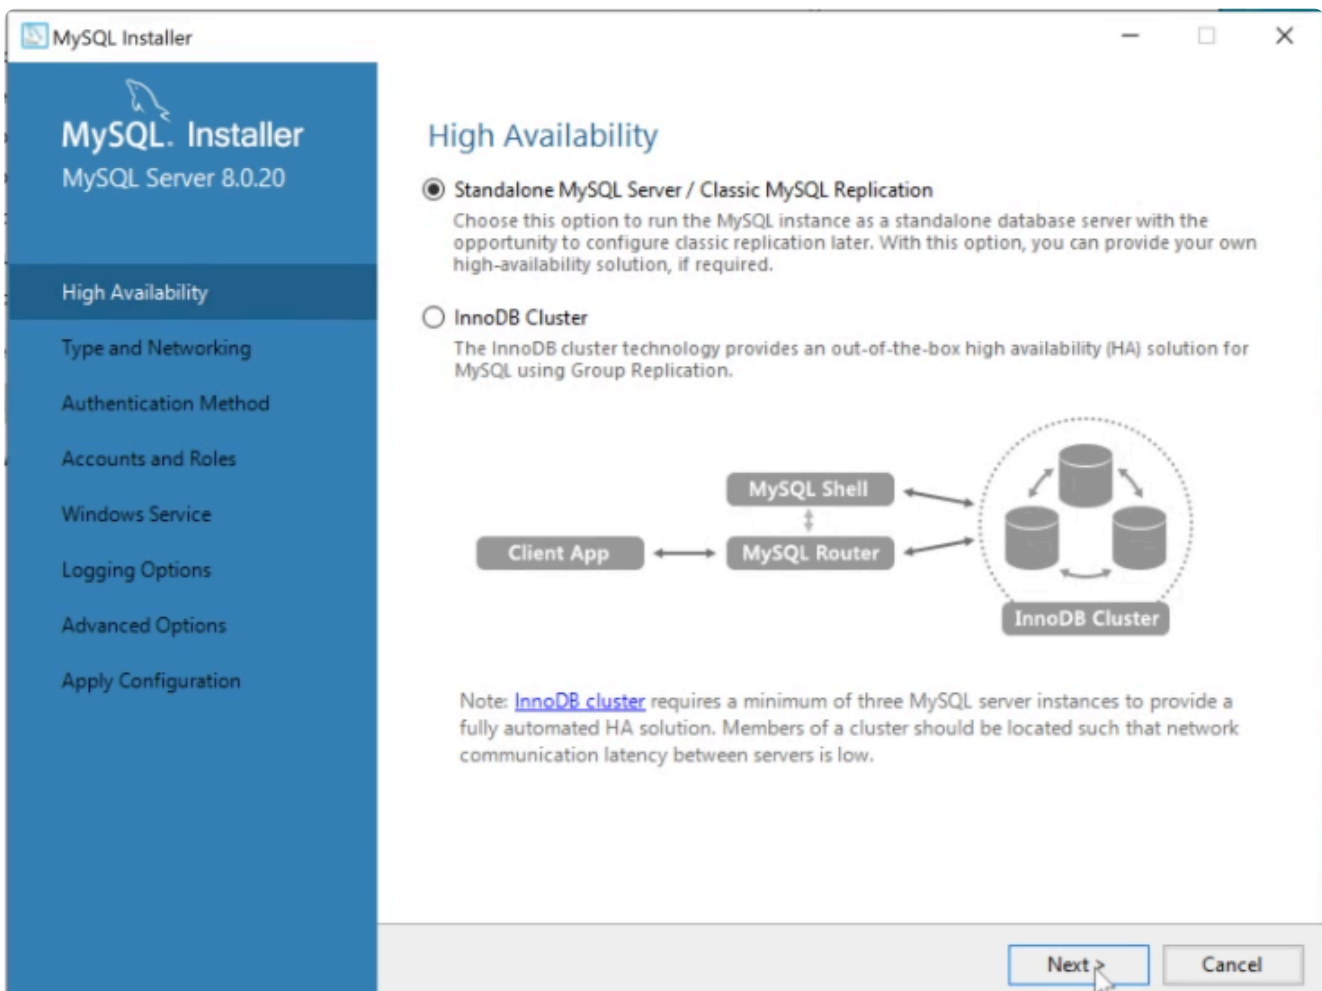 MySQL Installer
MySQL. Installer
MySQL Server 8.0.20
High Availability
Type and Networking
Authentication Method
Accounts and Roles
Windows Service
Logging Options
Advanced Options
Apply Configuration
High Availability
Standalone MySQL Server / Classic MySQL Replication
Choose this option to run the MySQL instance as a standalone database server with the
opportunity to configure classic replication later. With this option, you can provide your own
high-availability solution, if required.
InnoDB Cluster
The InnoDB cluster technology provides an out-of-the-box high availability (HA) solution for
MySQL using Group Replication.
MySQL Shell
Client App
MySQL Router
InnoDB Cluster
Note: InnoDB cluster requires a minimum of three MySQL server instances to provide a
fully automated HA solution. Members of a cluster should be located such that network
communication latency between servers is low.
Next >
Cancel